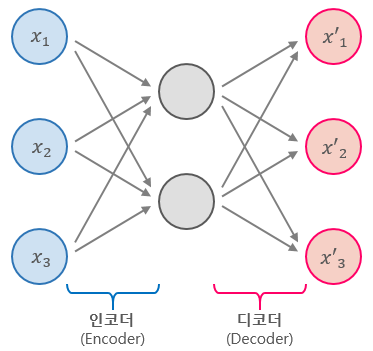 x₁
x′₁
x₂
x′₂
x₃
x′₃
인코더
(Encoder)
디코더
(Decoder)